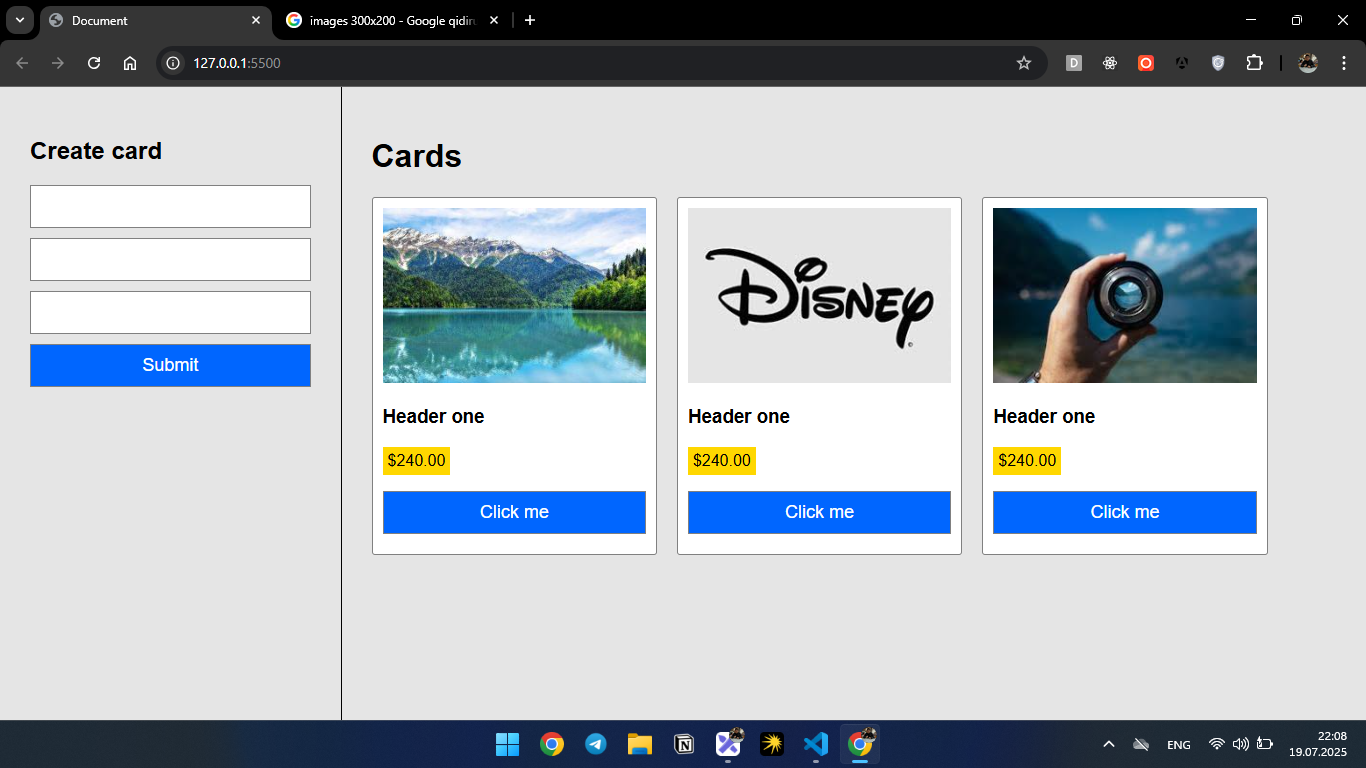 Document
images 300x200 - Google qidiru
127.0.0.1:5500
D
Create card
Submit
Cards
DISNEY
Header one
Header one
Header one
$240.00
$240.00
$240.00
Click me
Click me
Click me
ENG
22:08
19.07.2025